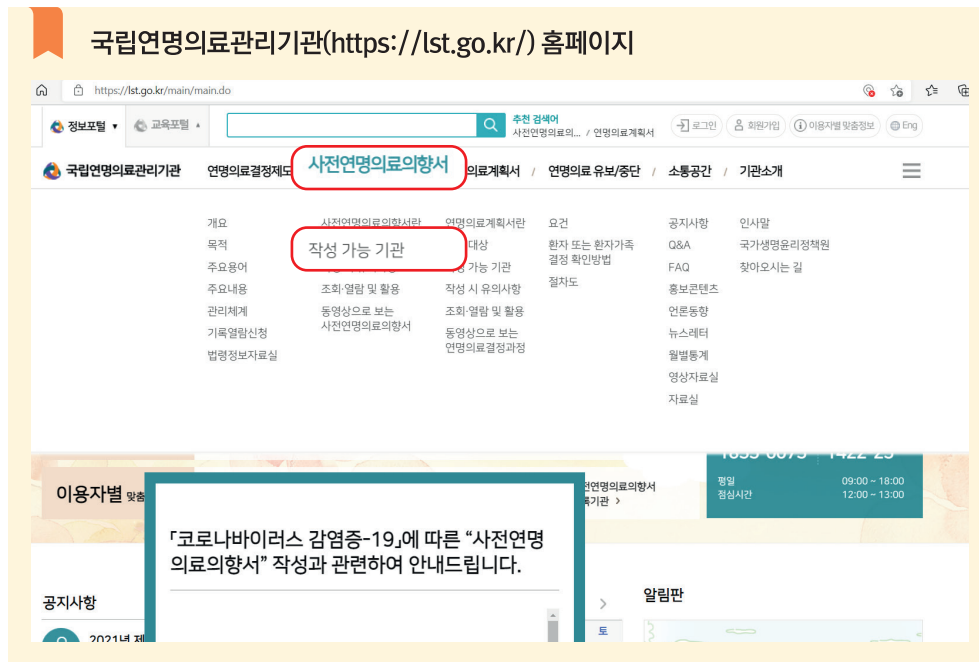 국립연명의료관리기관(https://lst.go.kr/) 홈페이지
https://lst.go.kr/main/main.do
정보포털 ▼ 교육포털 ▲
추천 검색어
사전연명의료의... / 연명의료계획서
로그인 회원가입 이용자별 맞춤정보 Eng
국립연명의료관리기관 연명의료결정제도 사전연명의료의향서 의료계획서 / 연명의료 유보/중단 / 소통공간 / 기관소개
개요
목적
주요용어
주요내용
관리체계
기록열람신청
법령정보자료실
사전연명의료의향서란
작성 가능 기관
조회·열람 및 활용
동영상으로 보는
사전연명의료의향서
연명의료계획서란
대상
가능 기관
작성 시 유의사항
조회·열람 및 활용
동영상으로 보는
연명의료결정과정
요건
환자 또는 환자가족
결정 확인방법
절차도
공지사항
Q&A
FAQ
홍보콘텐츠
언론동향
뉴스레터
월별통계
영상자료실
자료실
인사말
국가생명윤리정책원
찾아오시는 길
이용자별 맞춤
전연명의료의향서
록기관 >
평일 09:00 ~ 18:00
점심시간 12:00 ~ 13:00
「코로나바이러스 감염증-19」에 따른 “사전연명
의료의향서” 작성과 관련하여 안내드립니다.
공지사항
2021년 제
토
알림판